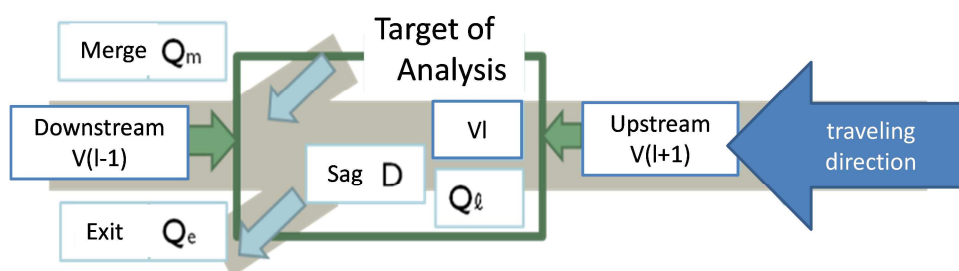 Merge Qm
Target of
Analysis
Downstream
V(l-1)
Vl
Upstream
V(l+1)
traveling
direction
Sag D
Qℓ
Exit Qe